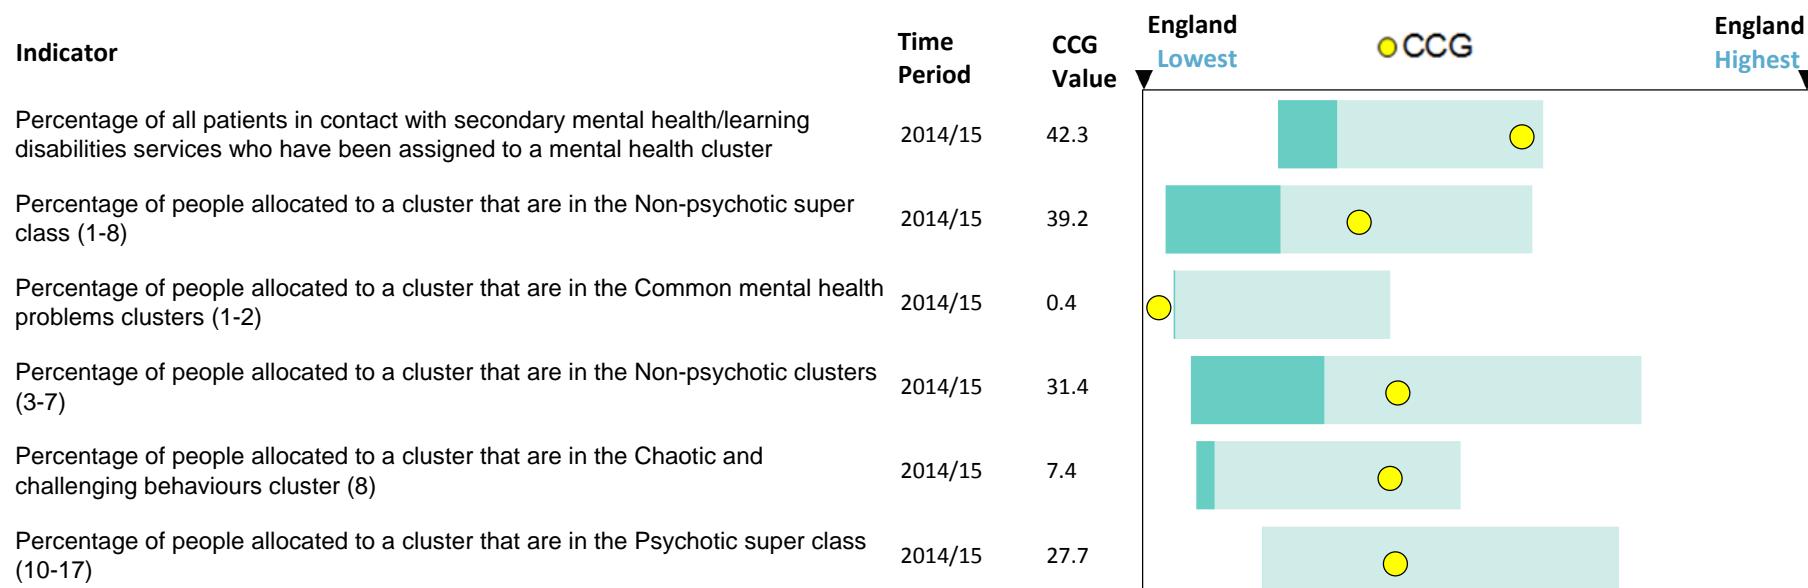 Indicator
Time
Period
CCG
Value
England
Lowest
CCG
England
Highest
Percentage of all patients in contact with secondary mental health/learning
disabilities services who have been assigned to a mental health cluster
2014/15
42.3
Percentage of people allocated to a cluster that are in the Non-psychotic super
class (1-8)
2014/15
39.2
Percentage of people allocated to a cluster that are in the Common mental health
problems clusters (1-2)
2014/15
0.4
Percentage of people allocated to a cluster that are in the Non-psychotic clusters
(3-7)
2014/15
31.4
Percentage of people allocated to a cluster that are in the Chaotic and
challenging behaviours cluster (8)
2014/15
7.4
Percentage of people allocated to a cluster that are in the Psychotic super class
(10-17)
2014/15
27.7